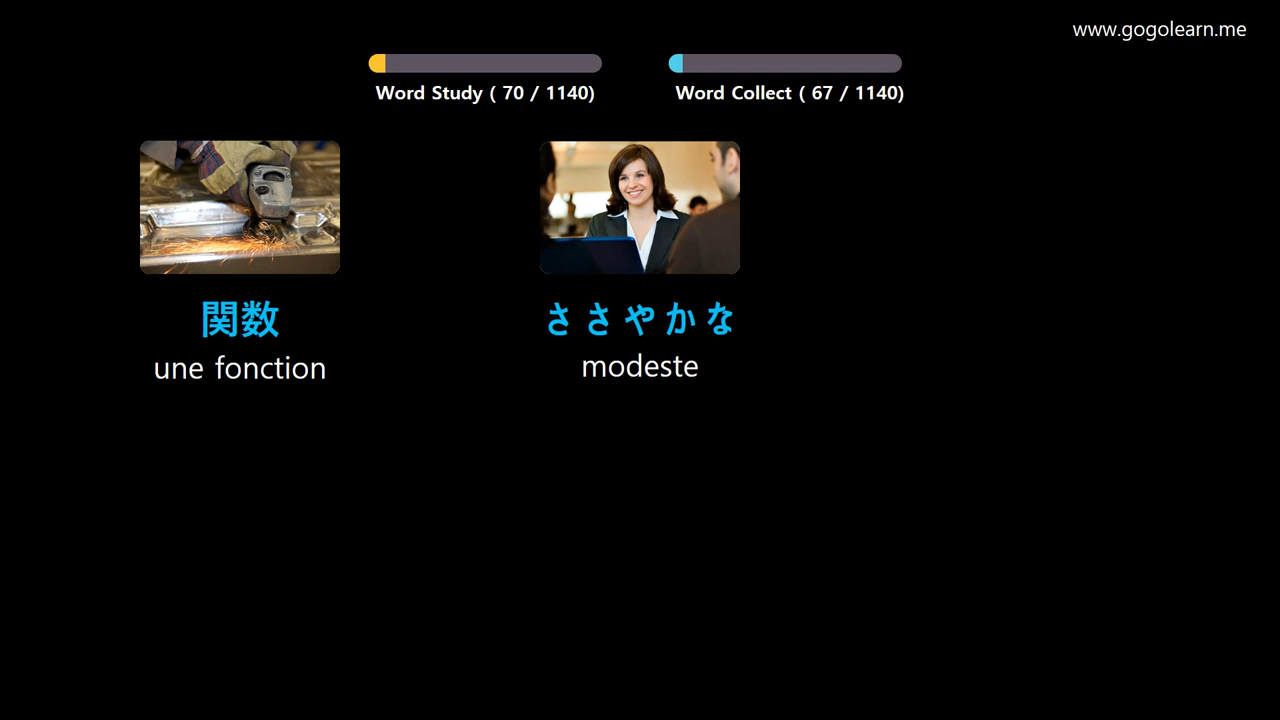 www.gogolearn.me
Word Study ( 70 / 1140)
Word Collect ( 67 / 1140)
関数
une fonction
ささやかな
modeste